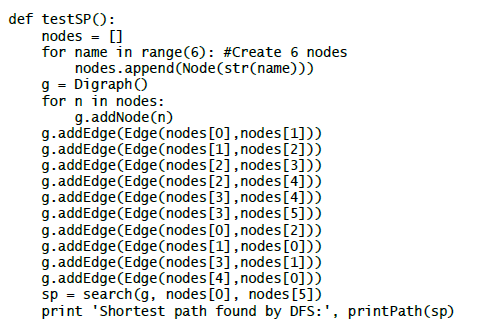 def testSP():
    nodes = []
    for name in range(6): #Create 6 nodes
        nodes.append(Node(str(name)))
    g = Digraph()
    for n in nodes:
        g.addNode(n)
    g.addEdge(Edge(nodes[0],nodes[1]))
    g.addEdge(Edge(nodes[1],nodes[2]))
    g.addEdge(Edge(nodes[2],nodes[3]))
    g.addEdge(Edge(nodes[2],nodes[4]))
    g.addEdge(Edge(nodes[3],nodes[4]))
    g.addEdge(Edge(nodes[3],nodes[5]))
    g.addEdge(Edge(nodes[0],nodes[2]))
    g.addEdge(Edge(nodes[1],nodes[0]))
    g.addEdge(Edge(nodes[3],nodes[1]))
    g.addEdge(Edge(nodes[4],nodes[0]))
    sp = search(g, nodes[0], nodes[5])
    print 'Shortest path found by DFS:', printPath(sp)